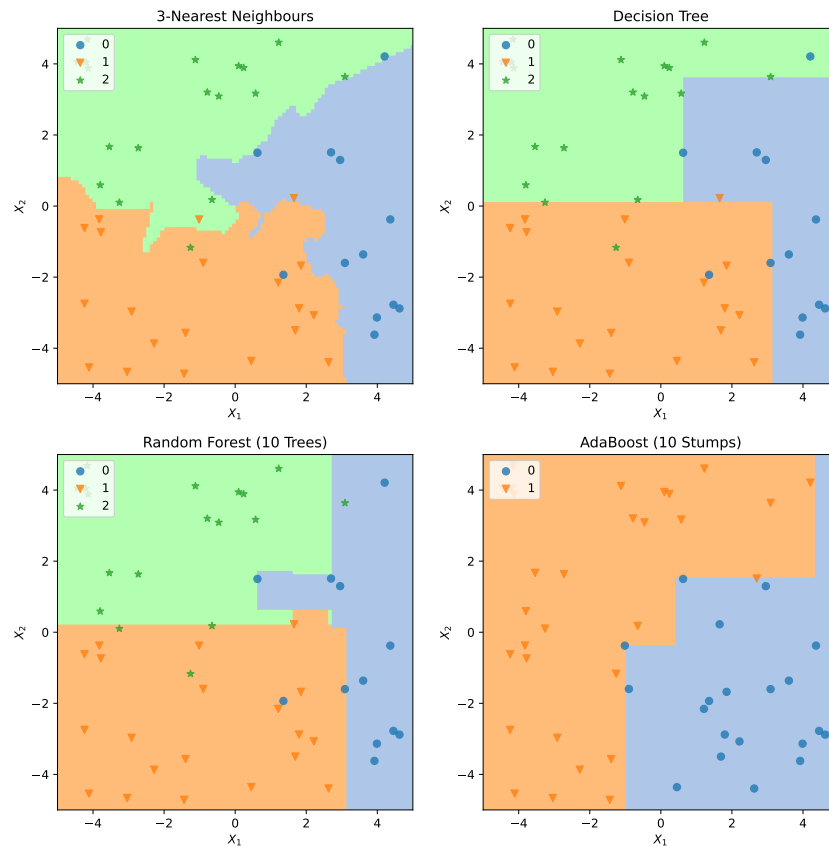 3-Nearest Neighbours
0
1
2
4
2
0
−2
−4
X₂
−4 −2 0 2 4
X₁
Decision Tree
0
1
2
4
2
0
−2
−4
X₂
−4 −2 0 2 4
X₁
Random Forest (10 Trees)
0
1
2
4
2
0
−2
−4
X₂
−4 −2 0 2 4
X₁
AdaBoost (10 Stumps)
0
1
4
2
0
−2
−4
X₂
−4 −2 0 2 4
X₁